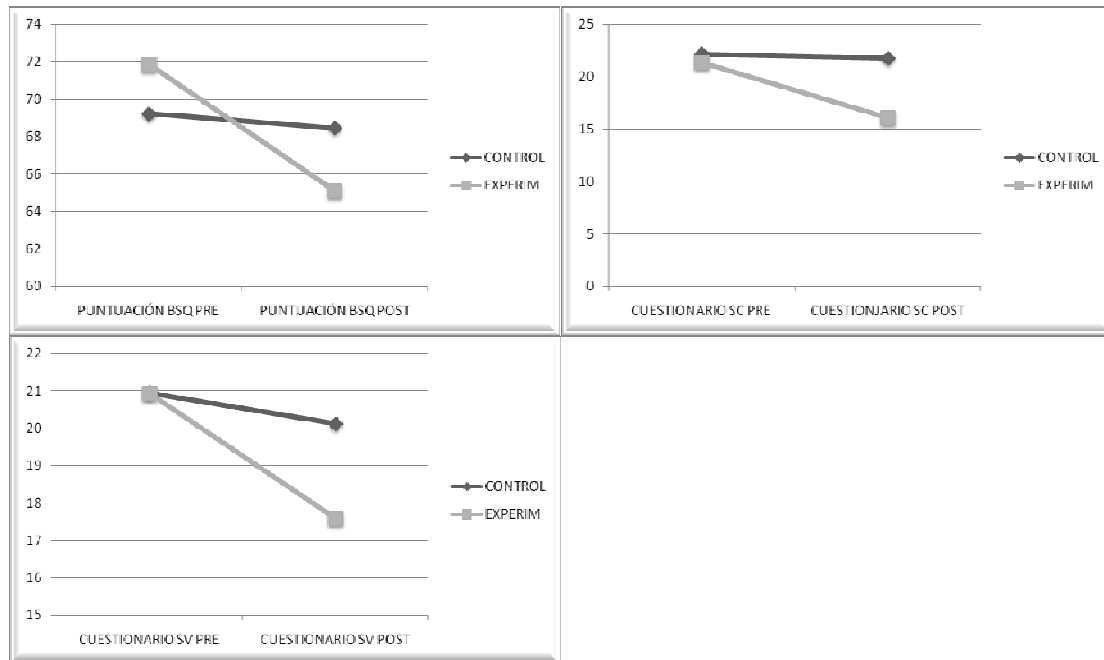 74
72
70
68
66
64
62
60
PUNTUACIÓN BSQ PRE PUNTUACIÓN BSQ POST
CONTROL
EXPERIM
25
20
15
10
5
0
CUESTIONARIO SC PRE CUESTIONJARIO SC POST
CONTROL
EXPERIM
22
21
20
19
18
17
16
15
CUESTIONARIO SV PRE CUESTIONARIO SV POST
CONTROL
EXPERIM